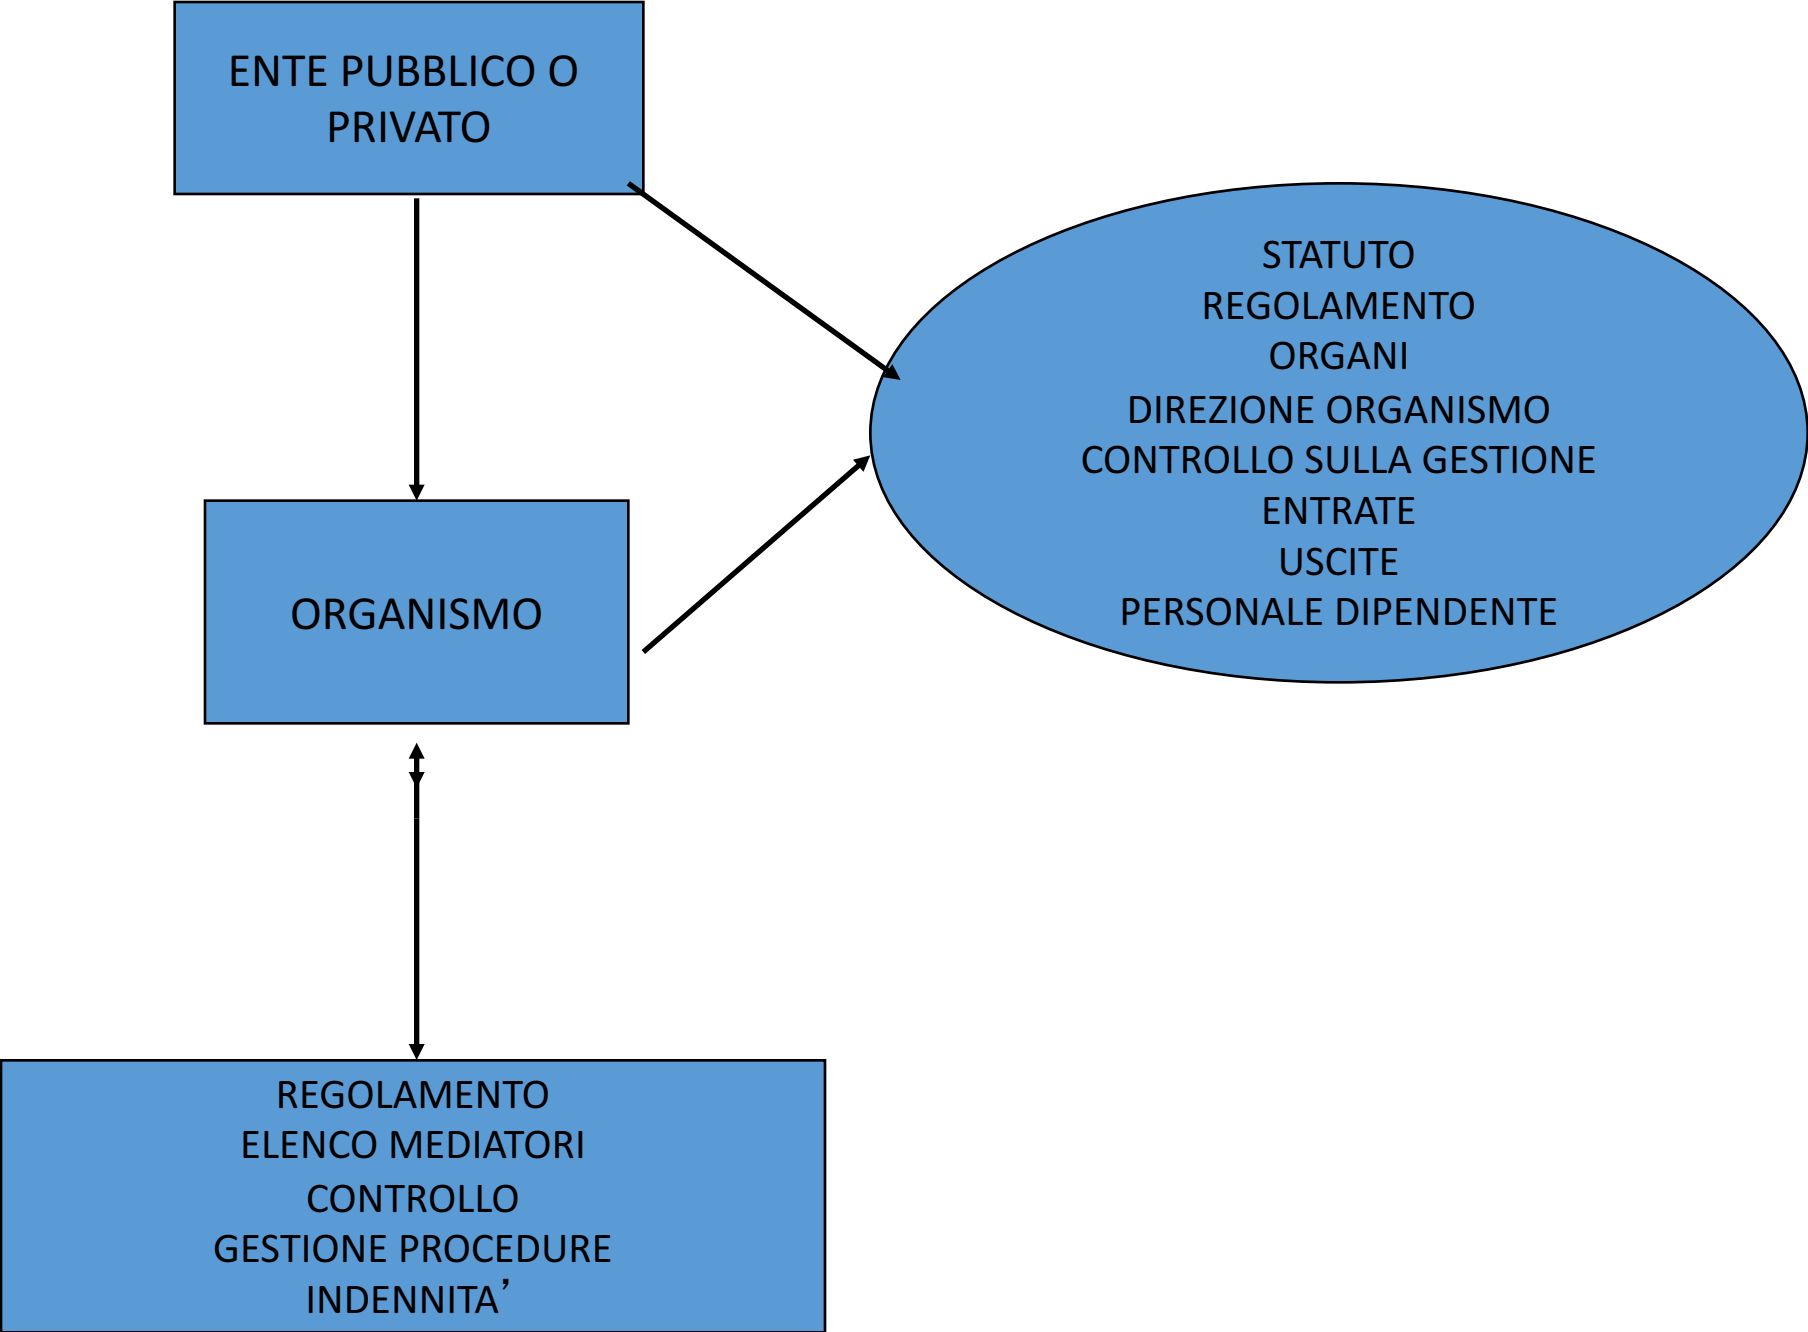 ENTE PUBBLICO O
PRIVATO
STATUTO
REGOLAMENTO
ORGANI
DIREZIONE ORGANISMO
CONTROLLO SULLA GESTIONE
ENTRATE
USCITE
PERSONALE DIPENDENTE
ORGANISMO
REGOLAMENTO
ELENCO MEDIATORI
CONTROLLO
GESTIONE PROCEDURE
INDENNITA’